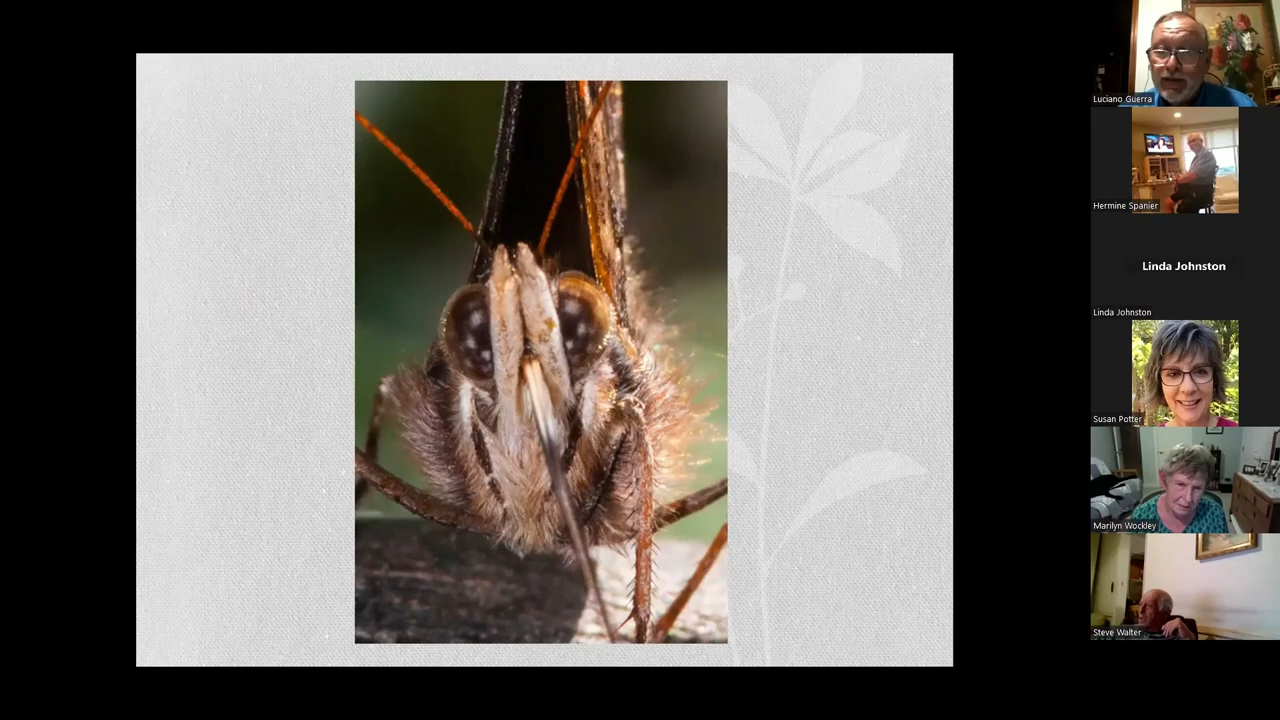 Luciano Guerra
Hermine Spanier
Linda Johnston
Linda Johnston
Susan Potter
Marilyn Wockley
Steve Walter